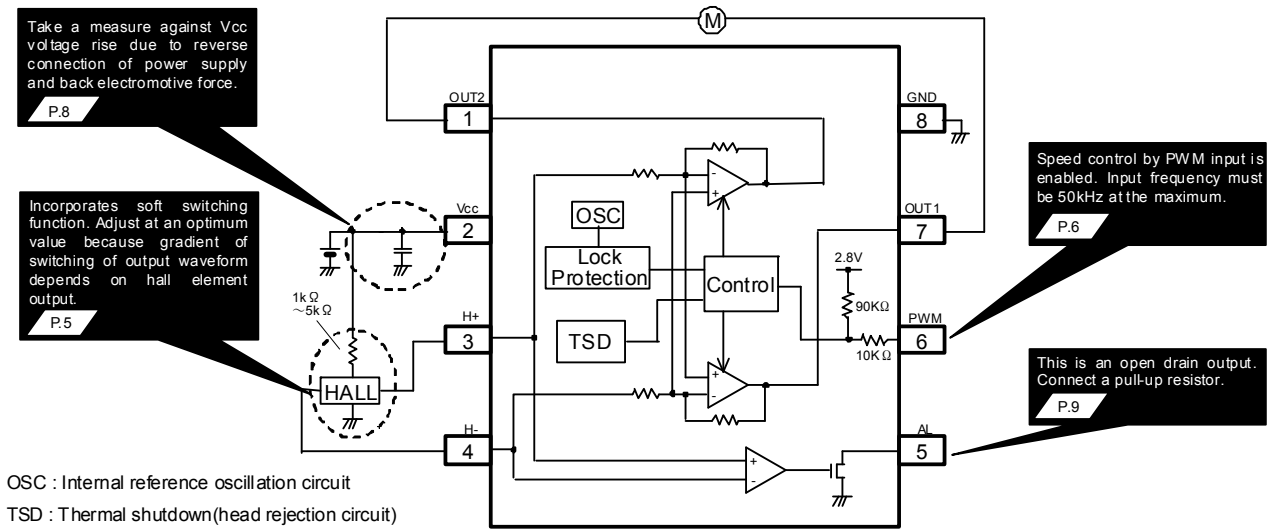 Take a measure against Vcc
voltage rise due to reverse
connection of power supply
and back electromotive force.
P.8
Incorporates soft switching
function. Adjust at an optimum
value because gradient of
switching of output waveform
depends on hall element
output.
P.5
M
OUT2
1
Vcc
2
1kΩ
~5kΩ
H+
3
HALL
H-
4
OSC
Lock
Protection
TSD
Control
2.8V
90KΩ
10KΩ
GND
8
OUT1
7
PWM
6
AL
5
-
+
+
-
+
-
Speed control by PWM input is
enabled. Input frequency must
be 50kHz at the maximum.
P.6
This is an open drain output.
Connect a pull-up resistor.
P.9
OSC : Internal reference oscillation circuit
TSD : Thermal shutdown(head rejection circuit)